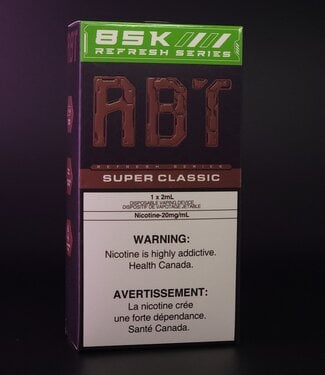 85K ////
REFRESH SERIES
ABT
REFRESH SERIES
SUPER CLASSIC
1 x 2mL
DISPOSABLE VAPING DEVICE
DISPOSITIF DE VAPOTAGE JETABLE
Nicotine-20mg/mL
WARNING:
Nicotine is highly addictive.
Health Canada.
AVERTISSEMENT:
La nicotine crée
une forte dépendance.
Santé Canada.